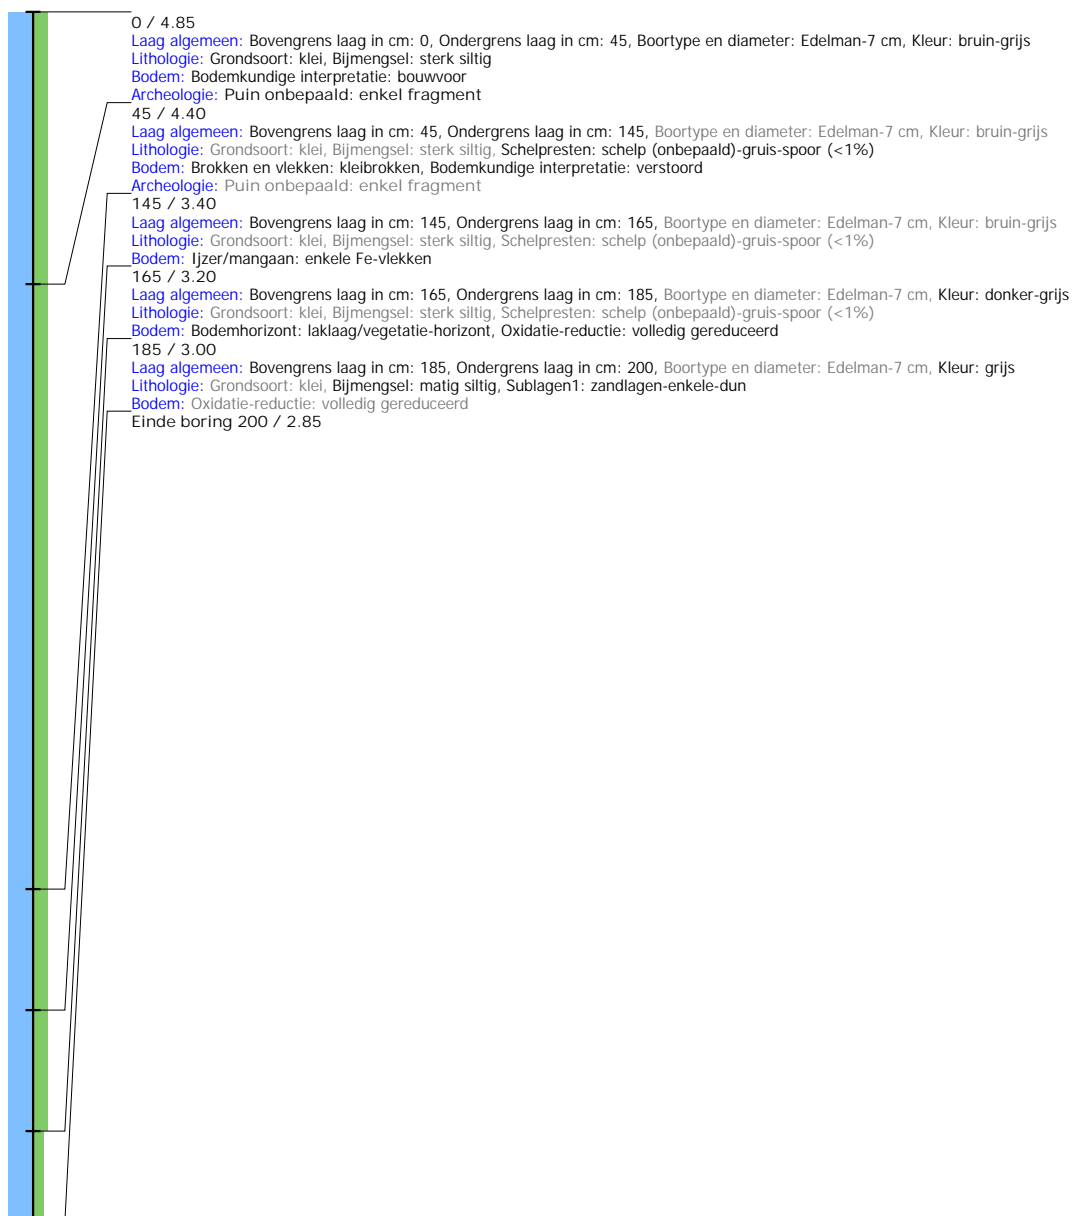 0 / 4.85
Laag algemeen: Bovengrens laag in cm: 0, Ondergrens laag in cm: 45, Boortype en diameter: Edelman-7 cm, Kleur: bruin-grijs
Lithologie: Grondsoort: klei, Bijmengsel: sterk siltig
Bodem: Bodemkundige interpretatie: bouwvoor
Archeologie: Puin onbepaald: enkel fragment
45 / 4.40
Laag algemeen: Bovengrens laag in cm: 45, Ondergrens laag in cm: 145, Boortype en diameter: Edelman-7 cm, Kleur: bruin-grijs
Lithologie: Grondsoort: klei, Bijmengsel: sterk siltig, Schelpresten: schelp (onbepaald)-gruis-spoor (<1%)
Bodem: Brokken en vlekken: kleibrokken, Bodemkundige interpretatie: verstoord
Archeologie: Puin onbepaald: enkel fragment
145 / 3.40
Laag algemeen: Bovengrens laag in cm: 145, Ondergrens laag in cm: 165, Boortype en diameter: Edelman-7 cm, Kleur: bruin-grijs
Lithologie: Grondsoort: klei, Bijmengsel: sterk siltig, Schelpresten: schelp (onbepaald)-gruis-spoor (<1%)
Bodem: Ijzer/mangaan: enkele Fe-vlekken
165 / 3.20
Laag algemeen: Bovengrens laag in cm: 165, Ondergrens laag in cm: 185, Boortype en diameter: Edelman-7 cm, Kleur: donker-grijs
Lithologie: Grondsoort: klei, Bijmengsel: sterk siltig, Schelpresten: schelp (onbepaald)-gruis-spoor (<1%)
Bodem: Bodemhorizont: laklaag/vegetatie-horizont, Oxidatie-reductie: volledig gereduceerd
185 / 3.00
Laag algemeen: Bovengrens laag in cm: 185, Ondergrens laag in cm: 200, Boortype en diameter: Edelman-7 cm, Kleur: grijs
Lithologie: Grondsoort: klei, Bijmengsel: matig siltig, Sublagen1: zandlagen-enkele-dun
Bodem: Oxidatie-reductie: volledig gereduceerd
Einde boring 200 / 2.85